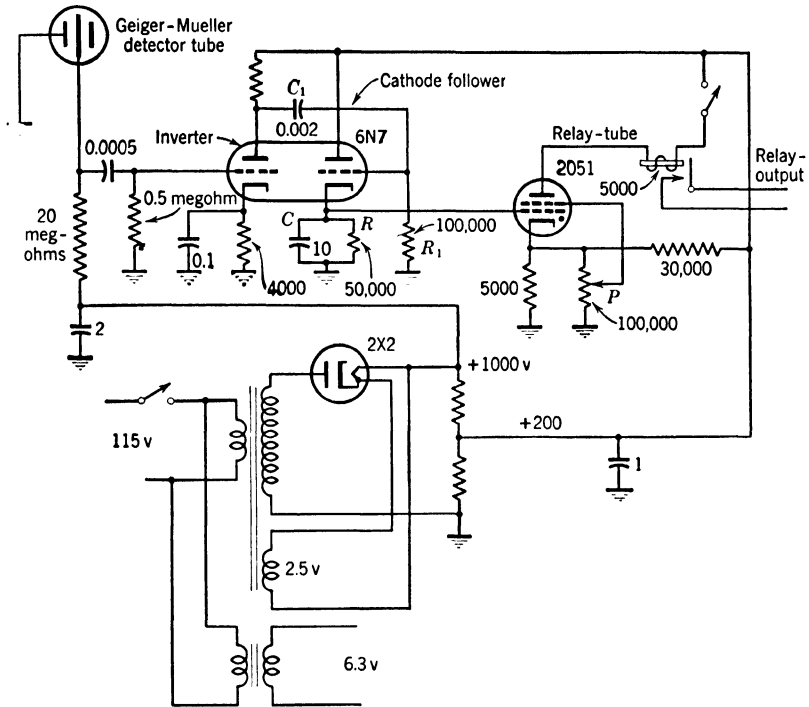 Geiger-Mueller
detector tube
C₁
Cathode follower
0.002
6N7
Inverter
0.0005
Relay-tube
2051
5000
Relay-
output
0.5 megohm
20
meg-
ohms
0.1
4000
C
10
R
50,000
100,000
R₁
5000
P
100,000
30,000
2
2X2
+1000 v
115 v
+200
1
2.5 v
6.3 v